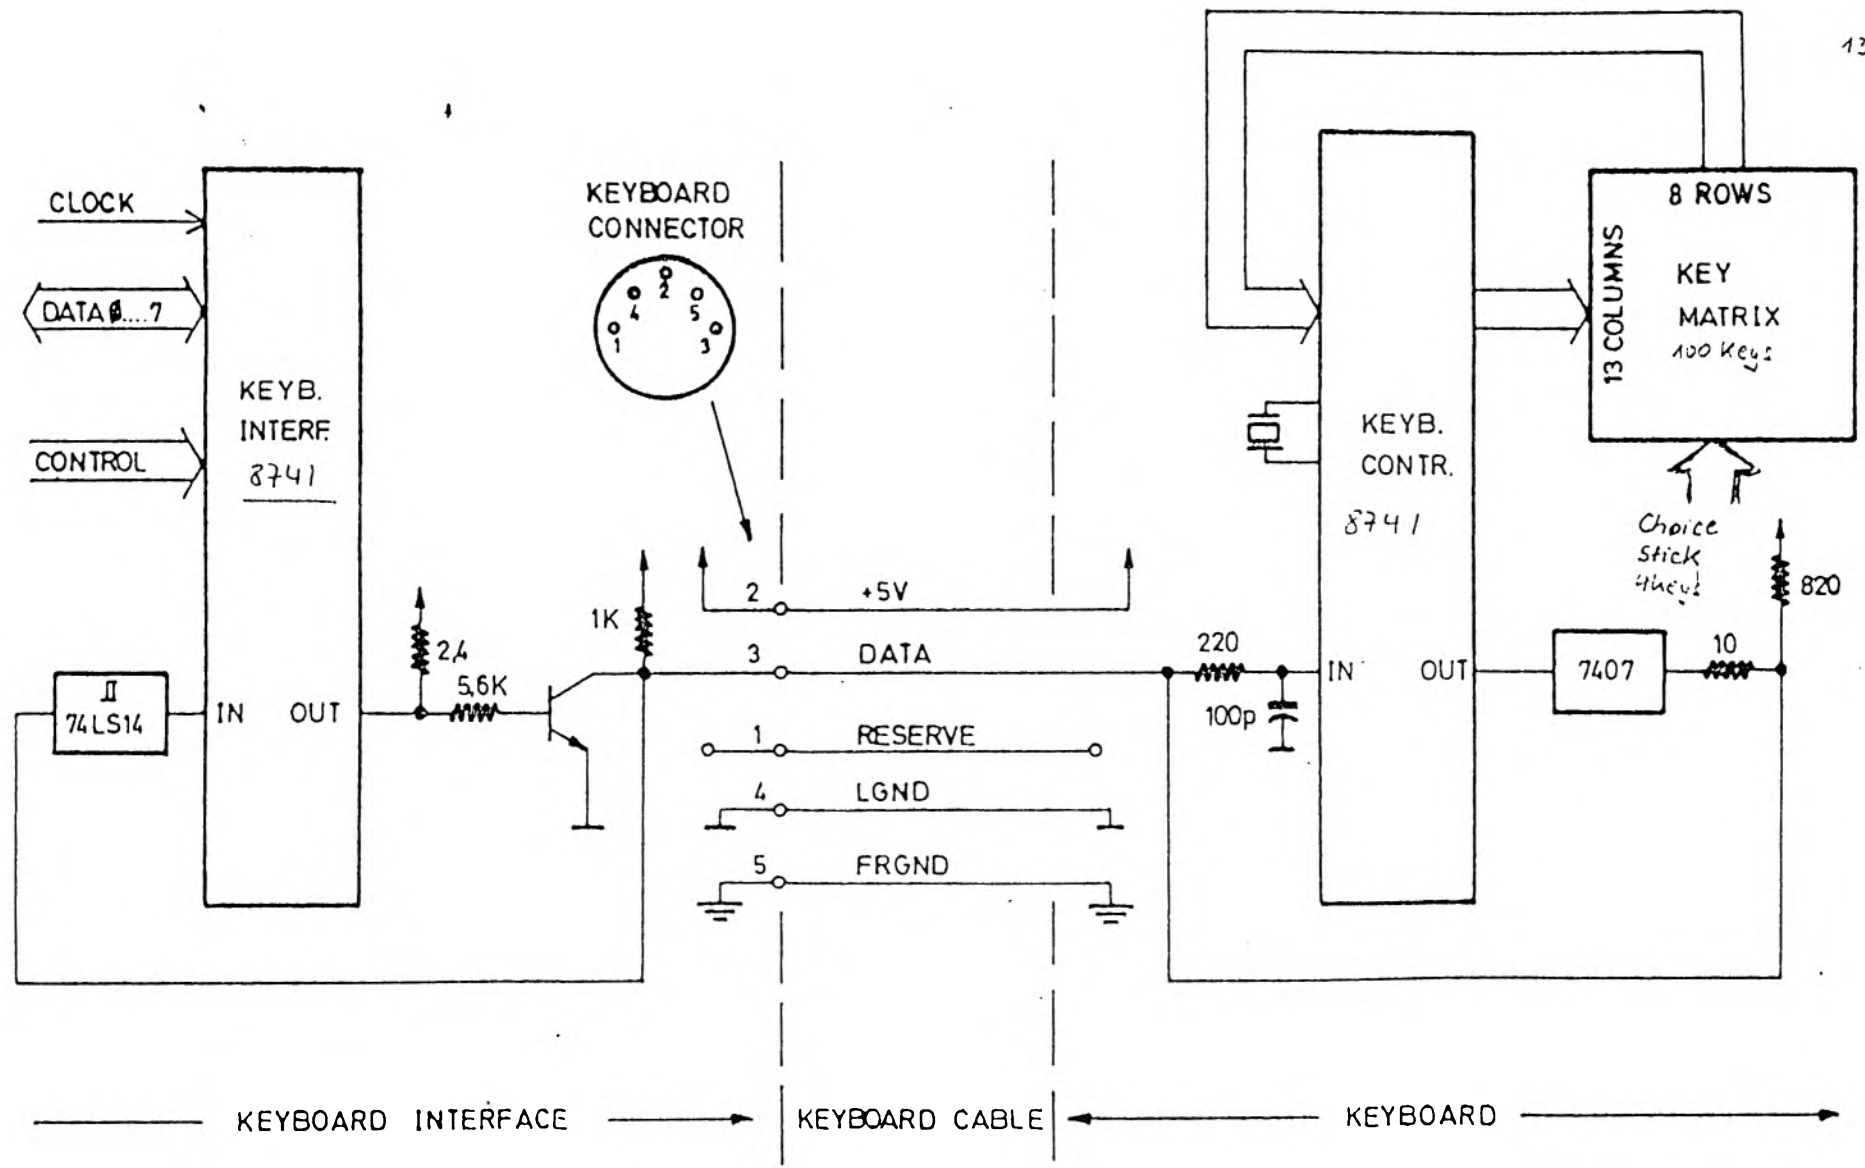 13
CLOCK
DATA Ø....7
CONTROL
KEYB.
INTERF.
8741
II
74LS14
IN
OUT
2,4
5,6K
1K
KEYBOARD
CONNECTOR
2
4
5
1
3
2
+5V
3
DATA
1
RESERVE
4
LGND
5
FRGND
220
100p
KEYB.
CONTR.
8741
IN
OUT
8 ROWS
13 COLUMNS
KEY
MATRIX
100 Keys
Choice
Stick
4keys
820
7407
10
KEYBOARD INTERFACE
KEYBOARD CABLE
KEYBOARD